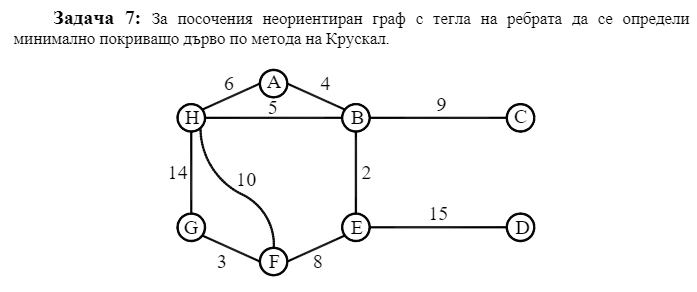 Задача 7: За посочения неориентиран граф с тегла на ребрата да се определи
минимално покриващо дърво по метода на Крускал.
A
6
4
5
H
B
9
C
14
10
2
15
G
E
D
3
F
8